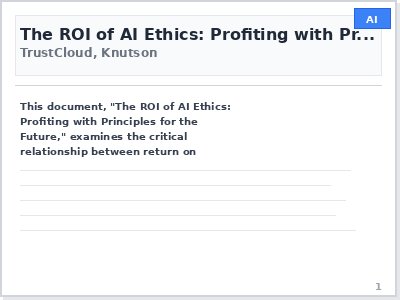 AI
The ROI of AI Ethics: Profiting with Pr...
TrustCloud, Knutson
This document, "The ROI of AI Ethics:
Profiting with Principles for the
Future," examines the critical
relationship between return on
1